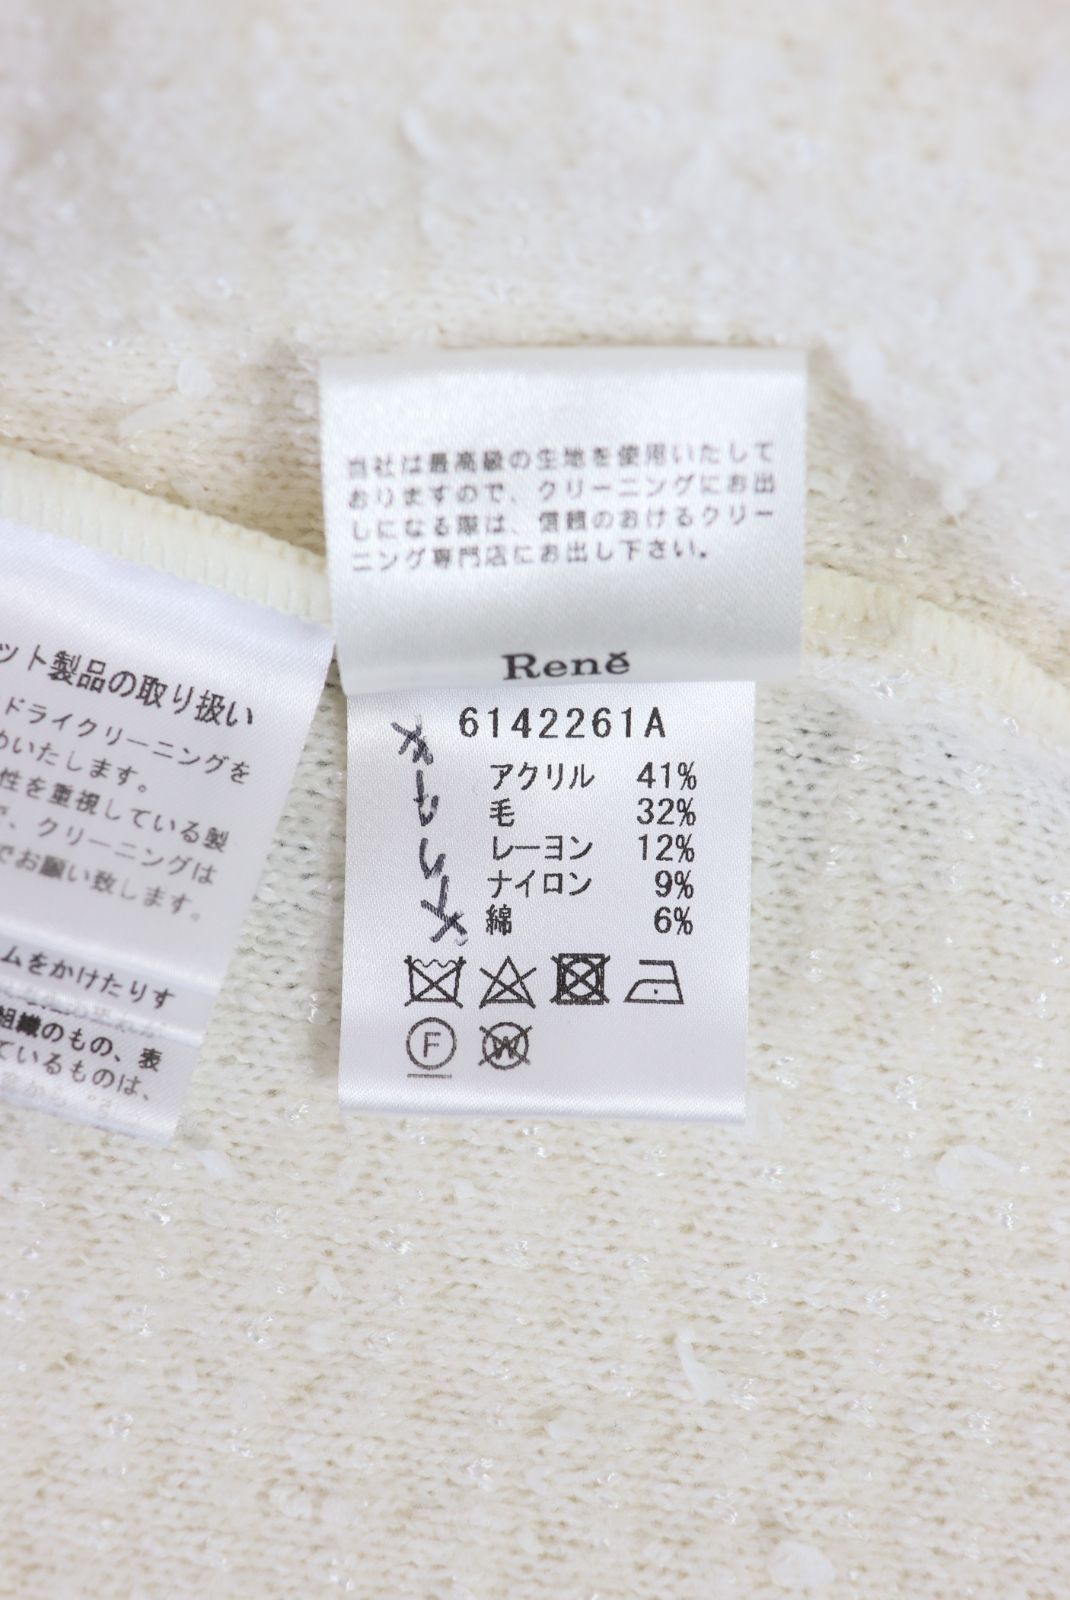 当社は最高級の生地を使用いたして
おりますので、クリーニングにお出
しになる際は、信頼のおけるクリー
ニング専門店にお出し下さい。
René
6142261A
アクリル 41%
毛 32%
レーヨン 12%
ナイロン 9%
綿 6%
F
W
ット製品の取り扱い
ドライクリーニングを
めいたします。
性を重視している製
、クリーニングは
でお願い致します。
ムをかけたりす
組織のもの、表
ているものは、